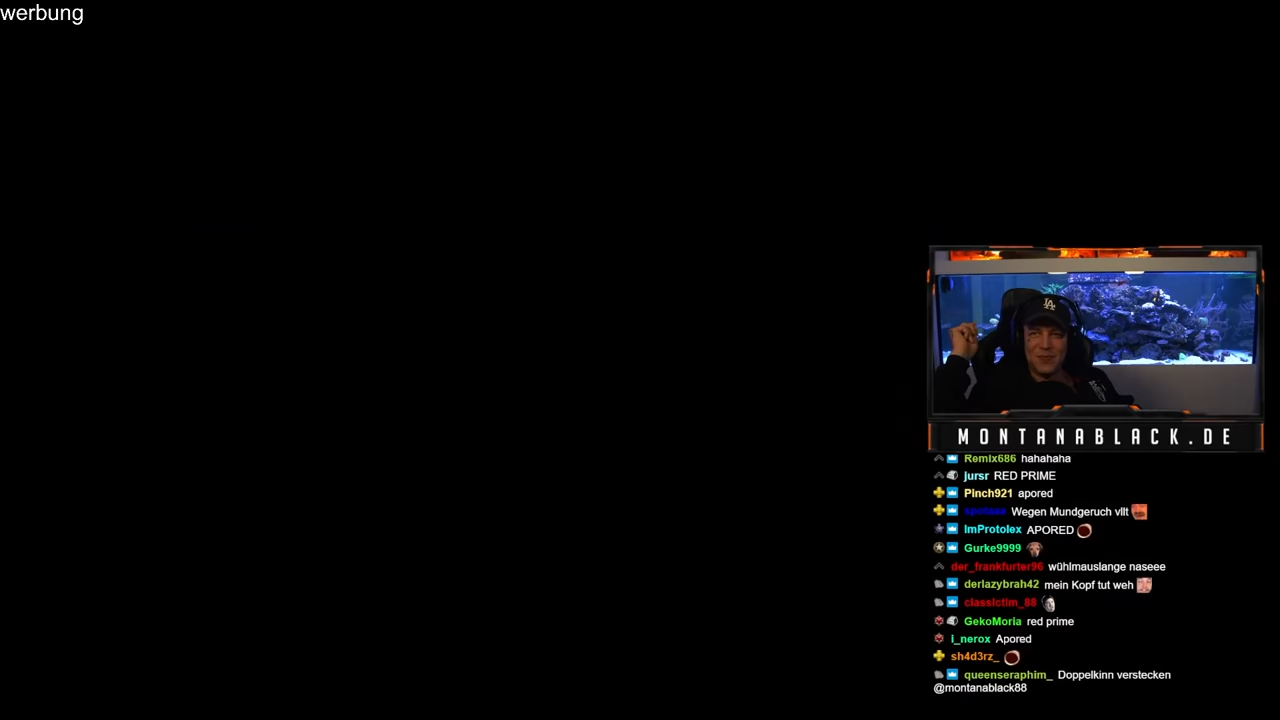 werbung
LA
MONTANABLACK.DE
Remix686 hahahaha
jursr RED PRIME
Pinch921 apored
Wegen Mundgeruch vllt
ImProtolex APORED
Gurke9999
der_frankfurter96 wühlmauslange naseee
derlazybrah42 mein Kopf tut weh
classictim_88
GekoMoria red prime
i_nerox Apored
sh4d3rz_
queenseraphim_ Doppelkinn verstecken
@montanablack88